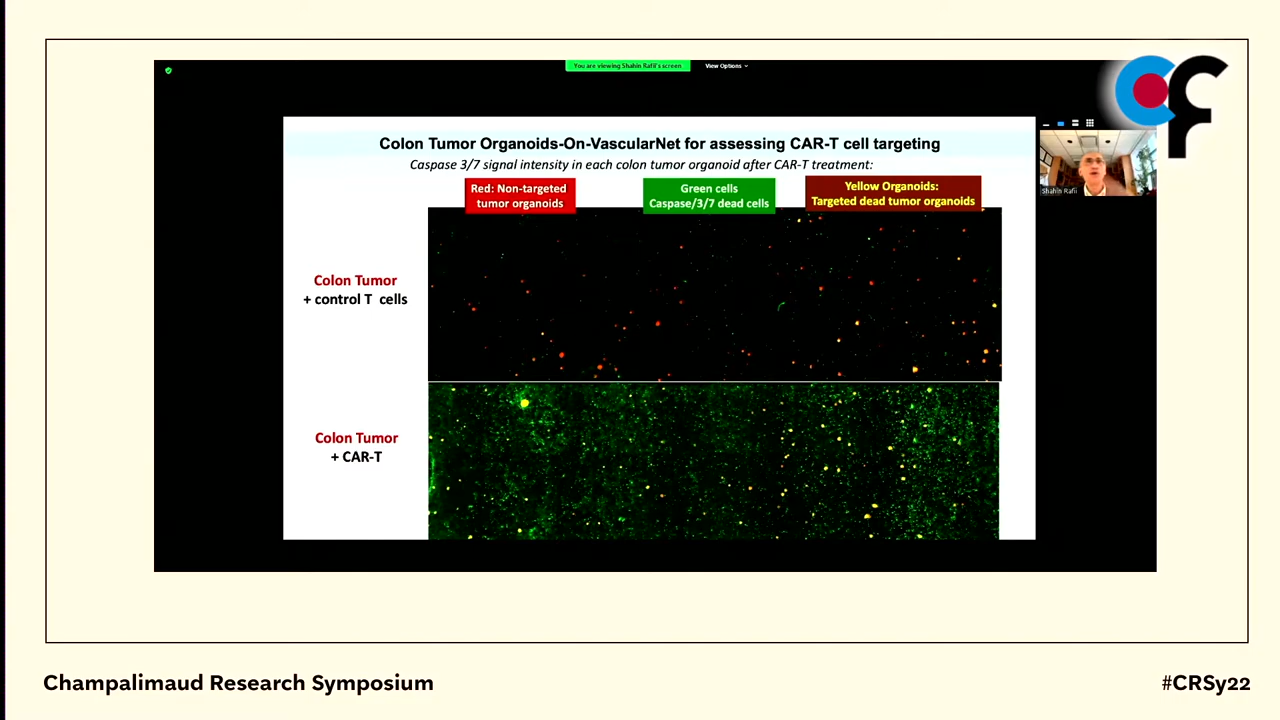 You are viewing Shahin Rafii's screen
View Options
Colon Tumor Organoids-On-VascularNet for assessing CAR-T cell targeting
Caspase 3/7 signal intensity in each colon tumor organoid after CAR-T treatment:
Red: Non-targeted
tumor organoids
Green cells
Caspase/3/7 dead cells
Yellow Organoids:
Targeted dead tumor organoids
Shahin Rafii
Colon Tumor
+ control T cells
Colon Tumor
+ CAR-T
Champalimaud Research Symposium
#CRSy22